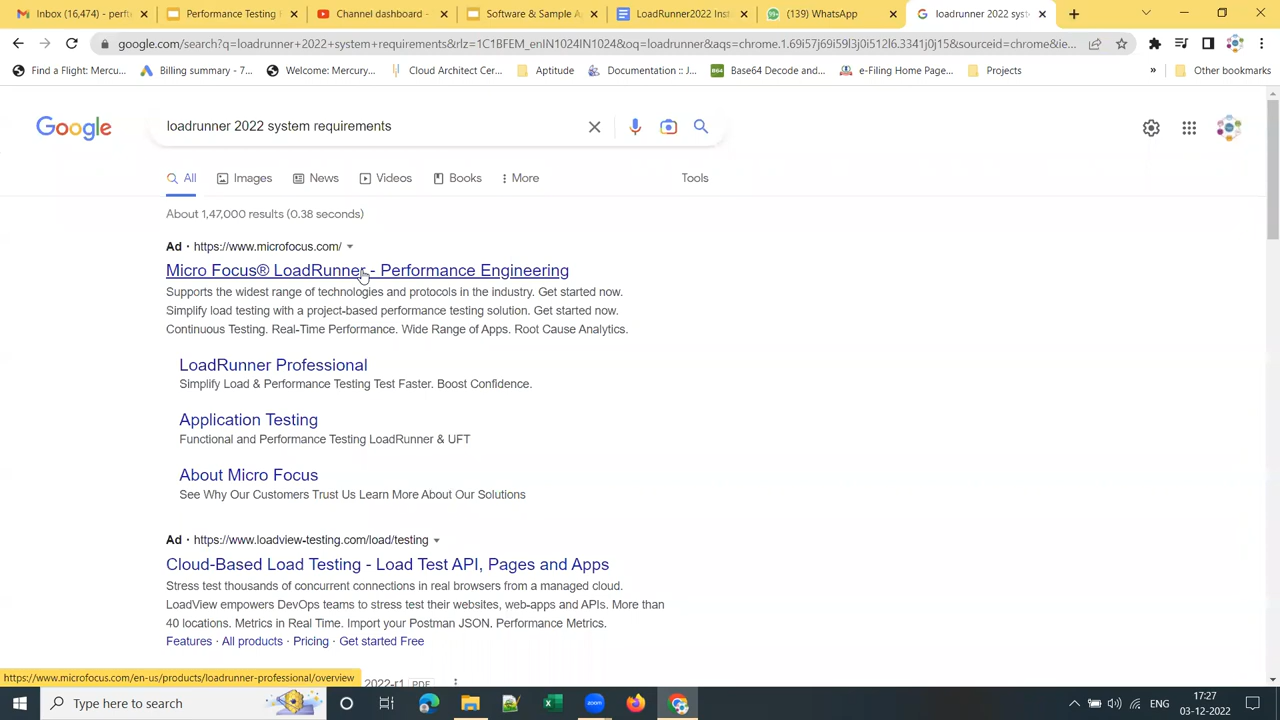 Inbox (16,474) - perfo
Performance Testing
Channel dashboard -
Software & Sample Ap
LoadRunner2022 Inst
(139) WhatsApp
loadrunner 2022 syst
google.com/search?q=loadrunner+2022+system+requirements&rlz=1C1BFEM_enIN1024IN1024&oq=loadrunner&aqs=chrome.1.69i57j69i59l3j0i512l6.3341j0j15&sourceid=chrome&ie...
Find a Flight: Mercu...
Billing summary - 7...
Welcome: Mercury...
Cloud Architect Cer...
Aptitude
Documentation :: J...
Base64 Decode and...
e-Filing Home Page...
Projects
»
Other bookmarks
Google
loadrunner 2022 system requirements
All
Images
News
Videos
Books
More
Tools
About 1,47,000 results (0.38 seconds)
Ad · https://www.microfocus.com/
Micro Focus® LoadRunner - Performance Engineering
Supports the widest range of technologies and protocols in the industry. Get started now.
Simplify load testing with a project-based performance testing solution. Get started now.
Continuous Testing. Real-Time Performance. Wide Range of Apps. Root Cause Analytics.
LoadRunner Professional
Simplify Load & Performance Testing Test Faster. Boost Confidence.
Application Testing
Functional and Performance Testing LoadRunner & UFT
About Micro Focus
See Why Our Customers Trust Us Learn More About Our Solutions
Ad · https://www.loadview-testing.com/load/testing
Cloud-Based Load Testing - Load Test API, Pages and Apps
Stress test thousands of concurrent connections in real browsers from a managed cloud.
LoadView empowers DevOps teams to stress test their websites, web-apps and APIs. More than
40 locations. Metrics in Real Time. Import your Postman JSON. Performance Metrics.
Features · All products · Pricing · Get started Free
https://www.microfocus.com/en-us/products/loadrunner-professional/overview
2022-r1
PDF
Type here to search
zoom
ENG
17:27
03-12-2022